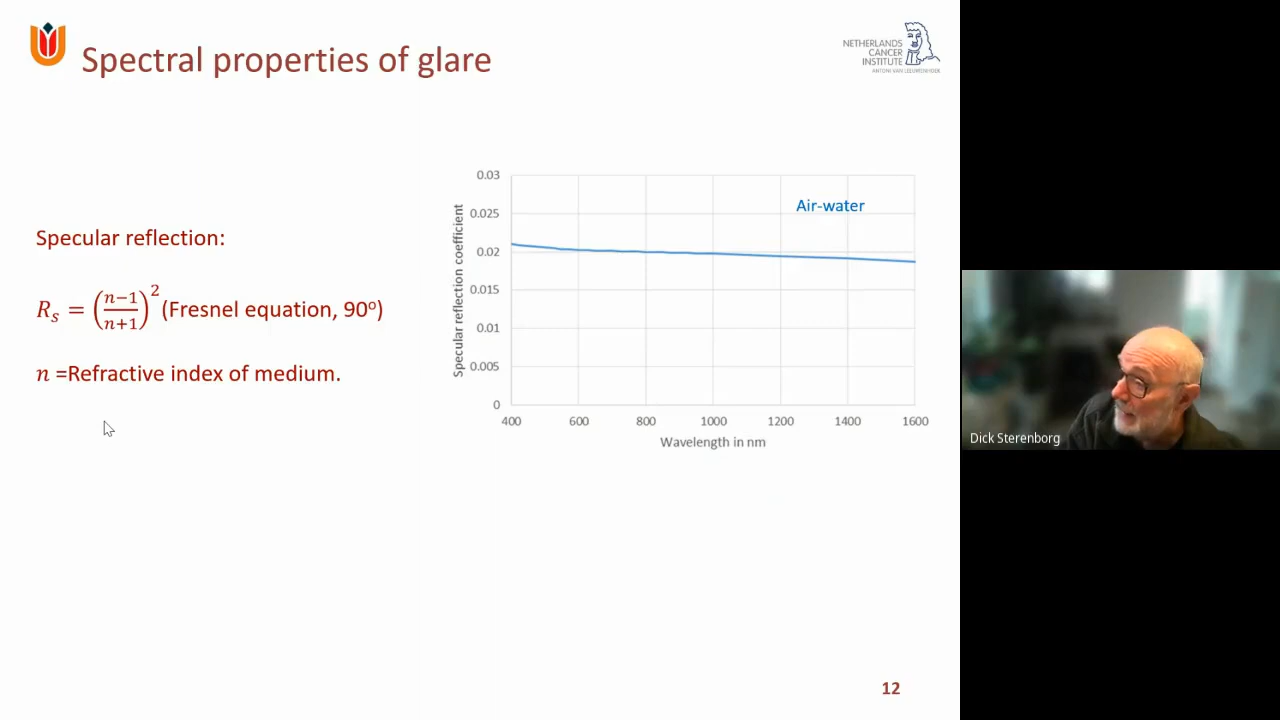 Spectral properties of glare
NETHERLANDS
CANCER
INSTITUTE
ANTONI VAN LEEUWENHOEK
Specular reflection:
R_s = ((n−1)/(n+1))^2 (Fresnel equation, 90°)
n =Refractive index of medium.
Specular reflection coefficient
0.03
0.025
0.02
0.015
0.01
0.005
0
Air-water
400 600 800 1000 1200 1400 1600
Wavelength in nm
Dick Sterenborg
12